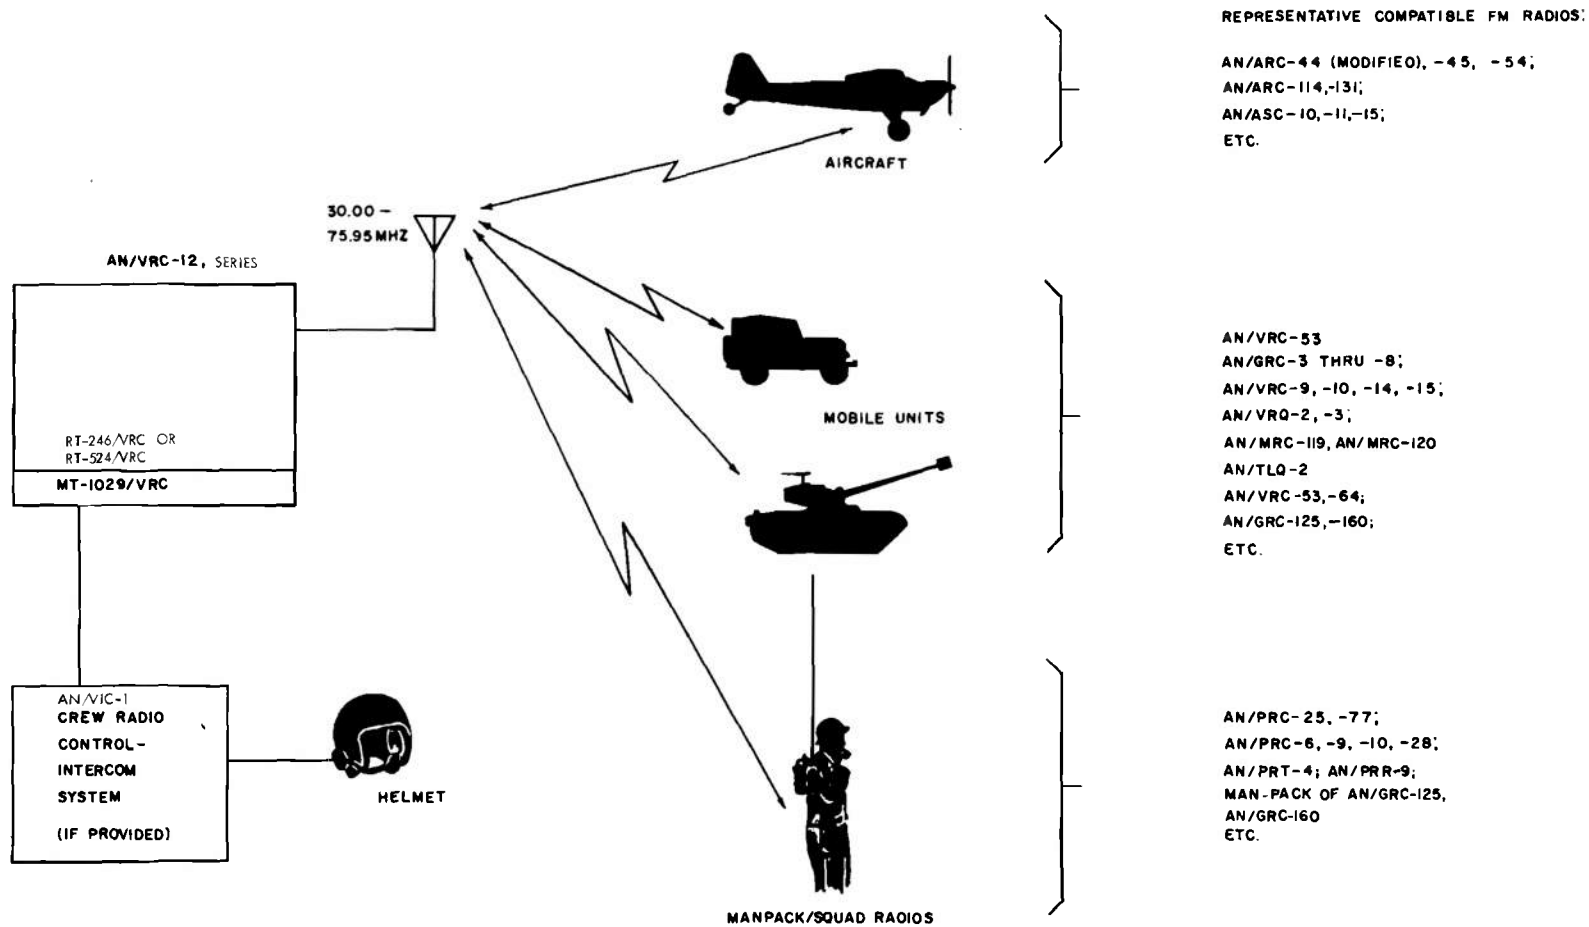 REPRESENTATIVE COMPATIBLE FM RADIOS:
AN/ARC-44 (MODIFIED), -45, -54;
AN/ARC-114,-131;
AN/ASC-10,-11,-15;
ETC.
AIRCRAFT
30.00 –
75.95 MHZ
AN/VRC-12, SERIES
RT-246/VRC OR
RT-524/VRC
MT-1029/VRC
MOBILE UNITS
AN/VRC-53
AN/GRC-3 THRU -8;
AN/VRC-9, -10, -14, -15;
AN/VRQ-2, -3;
AN/MRC-119, AN/MRC-120
AN/TLQ-2
AN/VRC-53,-64;
AN/GRC-125,-160;
ETC.
AN/VIC-1
CREW RADIO
CONTROL-
INTERCOM
SYSTEM
(IF PROVIDED)
HELMET
MANPACK/SQUAD RADIOS
AN/PRC-25, -77;
AN/PRC-6, -9, -10, -28;
AN/PRT-4; AN/PRR-9;
MAN-PACK OF AN/GRC-125,
AN/GRC-160
ETC.